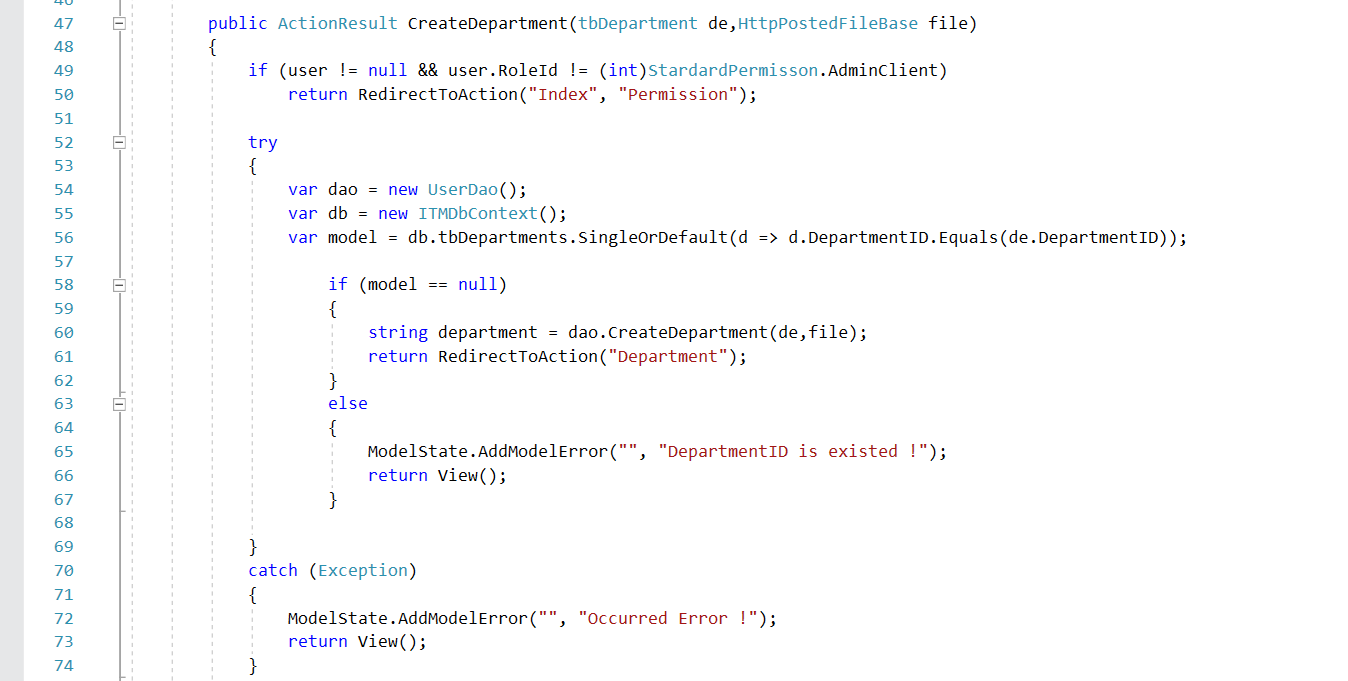 47 public ActionResult CreateDepartment(tbDepartment de,HttpPostedFileBase file)
48 {
49 if (user != null && user.RoleId != (int)StardardPermisson.AdminClient)
50 return RedirectToAction("Index", "Permission");
51
52 try
53 {
54 var dao = new UserDao();
55 var db = new ITMDbContext();
56 var model = db.tbDepartments.SingleOrDefault(d => d.DepartmentID.Equals(de.DepartmentID));
57
58 if (model == null)
59 {
60 string department = dao.CreateDepartment(de,file);
61 return RedirectToAction("Department");
62 }
63 else
64 {
65 ModelState.AddModelError("", "DepartmentID is existed !");
66 return View();
67 }
68
69 }
70 catch (Exception)
71 {
72 ModelState.AddModelError("", "Occurred Error !");
73 return View();
74 }